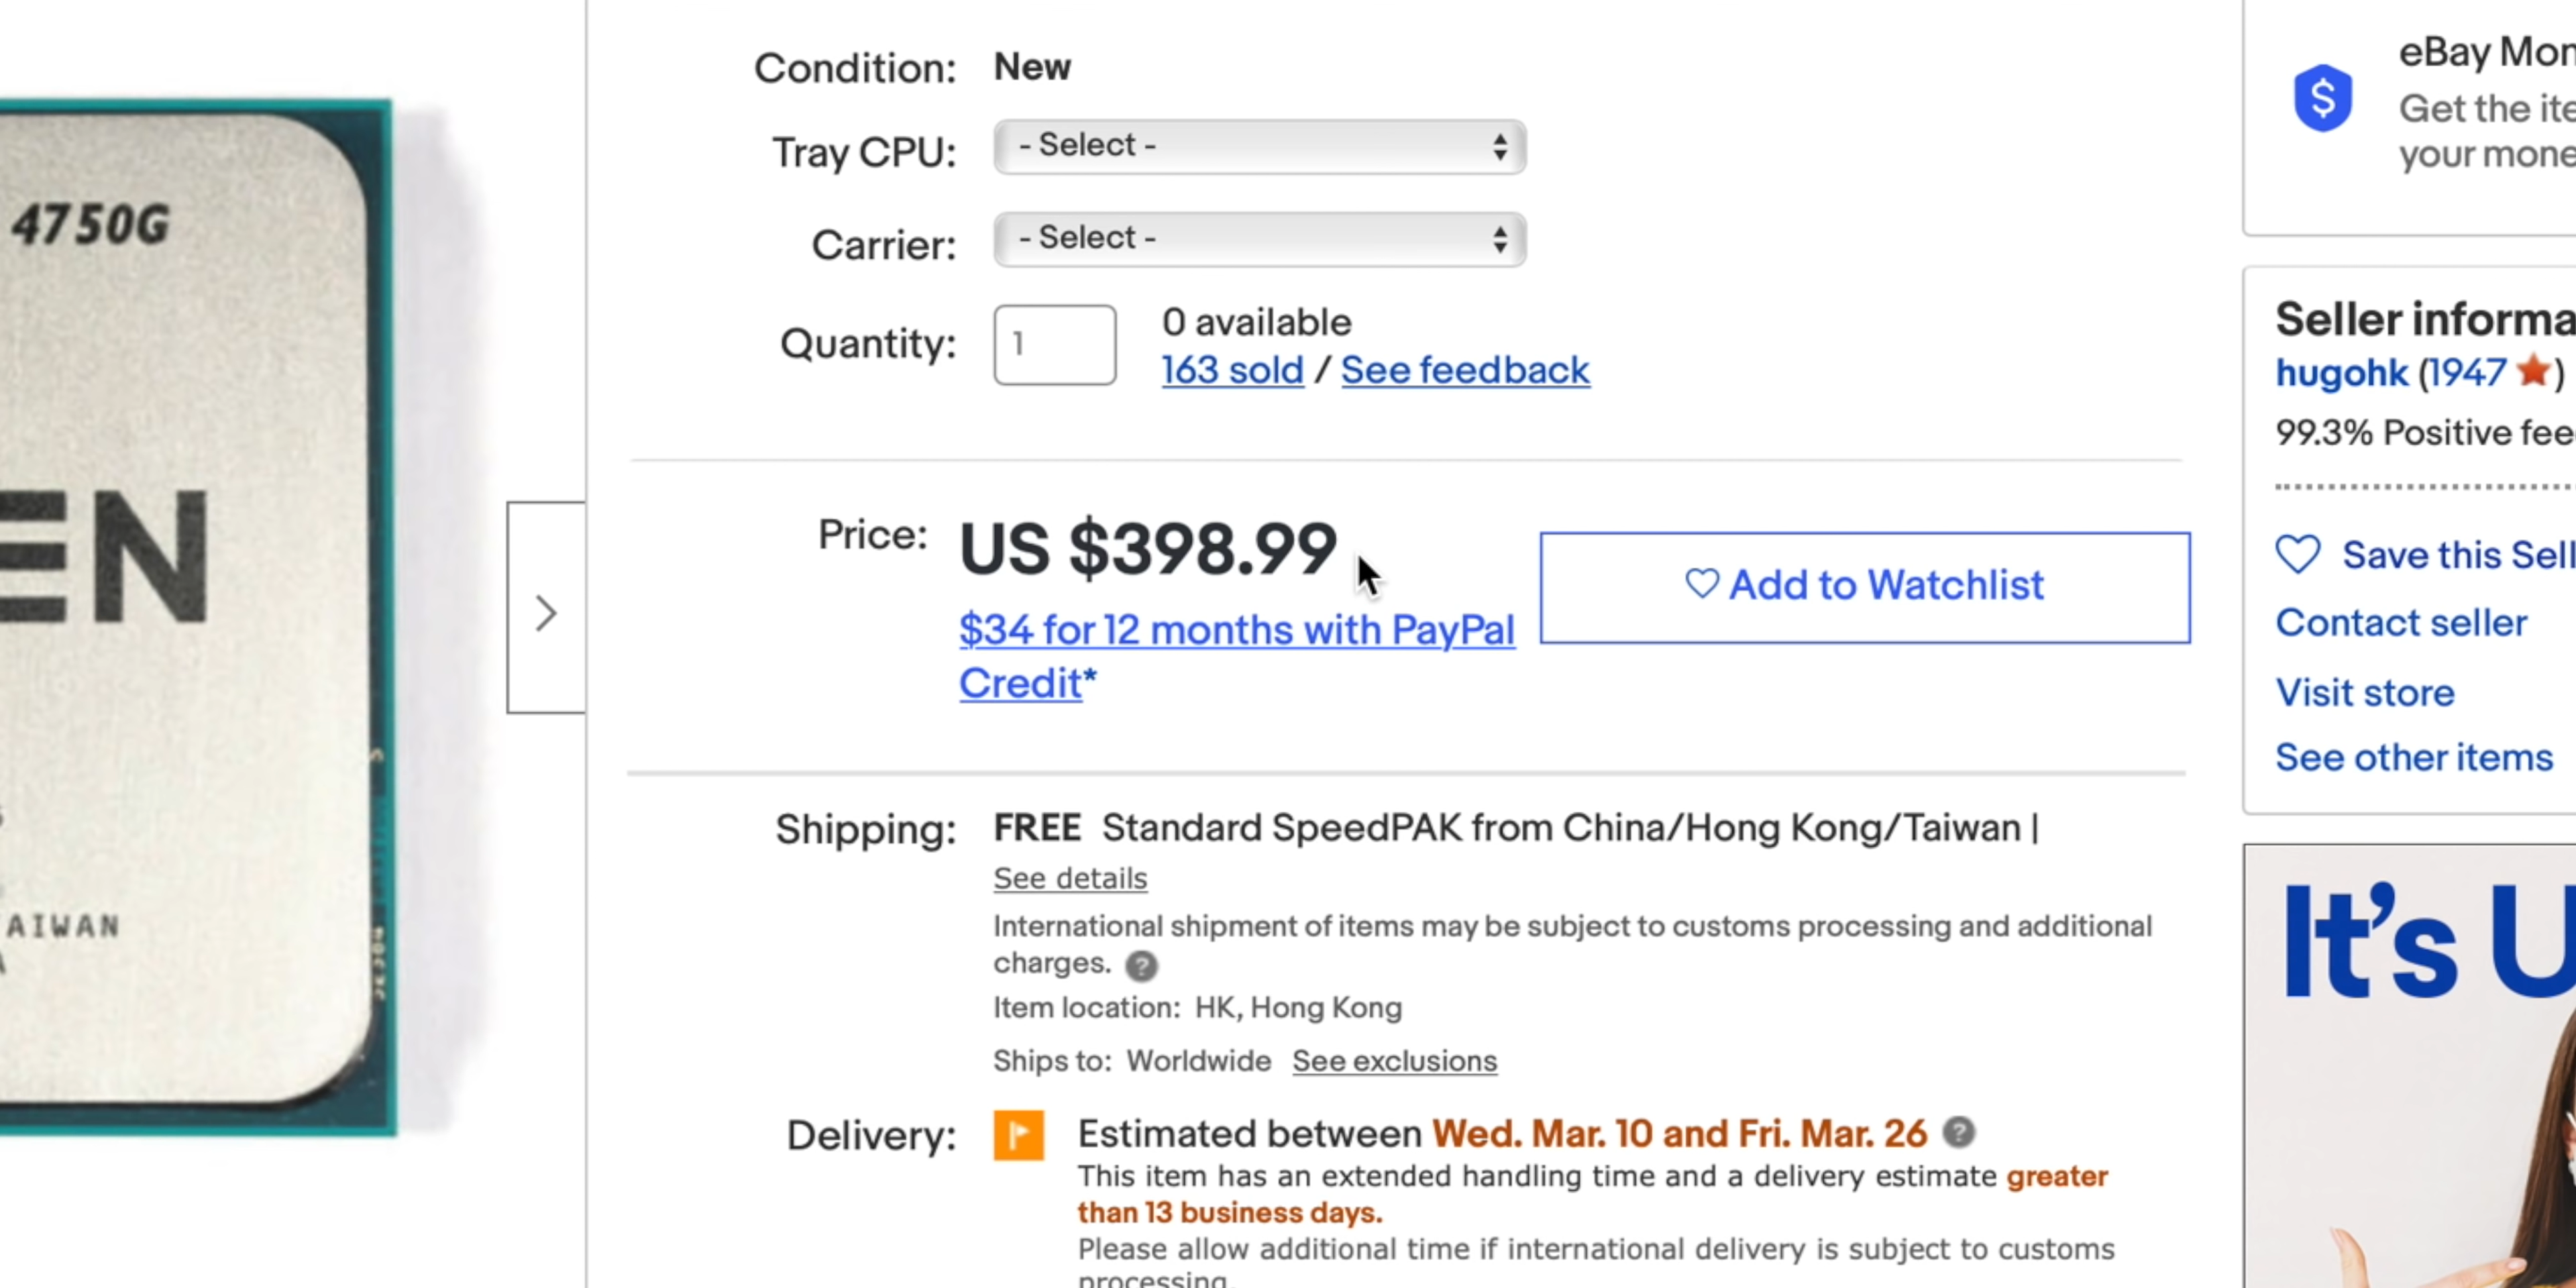 4750G
EN
AIWAN
Condition: New
Tray CPU: - Select -
Carrier: - Select -
Quantity: 1
0 available
163 sold / See feedback
Price: US $398.99
$34 for 12 months with PayPal
Credit*
Add to Watchlist
Shipping: FREE Standard SpeedPAK from China/Hong Kong/Taiwan |
See details
International shipment of items may be subject to customs processing and additional
charges. ?
Item location: HK, Hong Kong
Ships to: Worldwide See exclusions
Delivery: Estimated between Wed. Mar. 10 and Fri. Mar. 26 ?
This item has an extended handling time and a delivery estimate greater
than 13 business days.
Please allow additional time if international delivery is subject to customs
processing.
$
eBay Mon
Get the ite
your mone
Seller informa
hugohk (1947 ★)
99.3% Positive fee
Save this Sell
Contact seller
Visit store
See other items
It's U